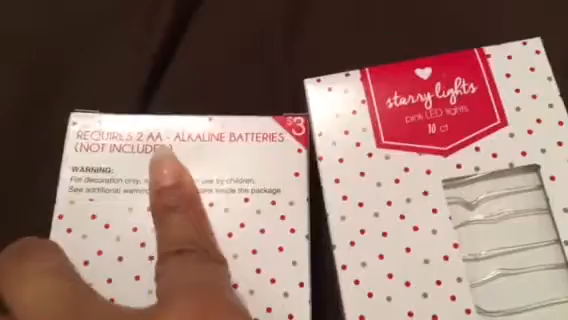 REQUIRES 2 AA - ALKALINE BATTERIES
(NOT INCLUDED)
$3
WARNING:
For decoration only, use by children.
See additional inside the package
starry lights
pink LED lights
10 ct